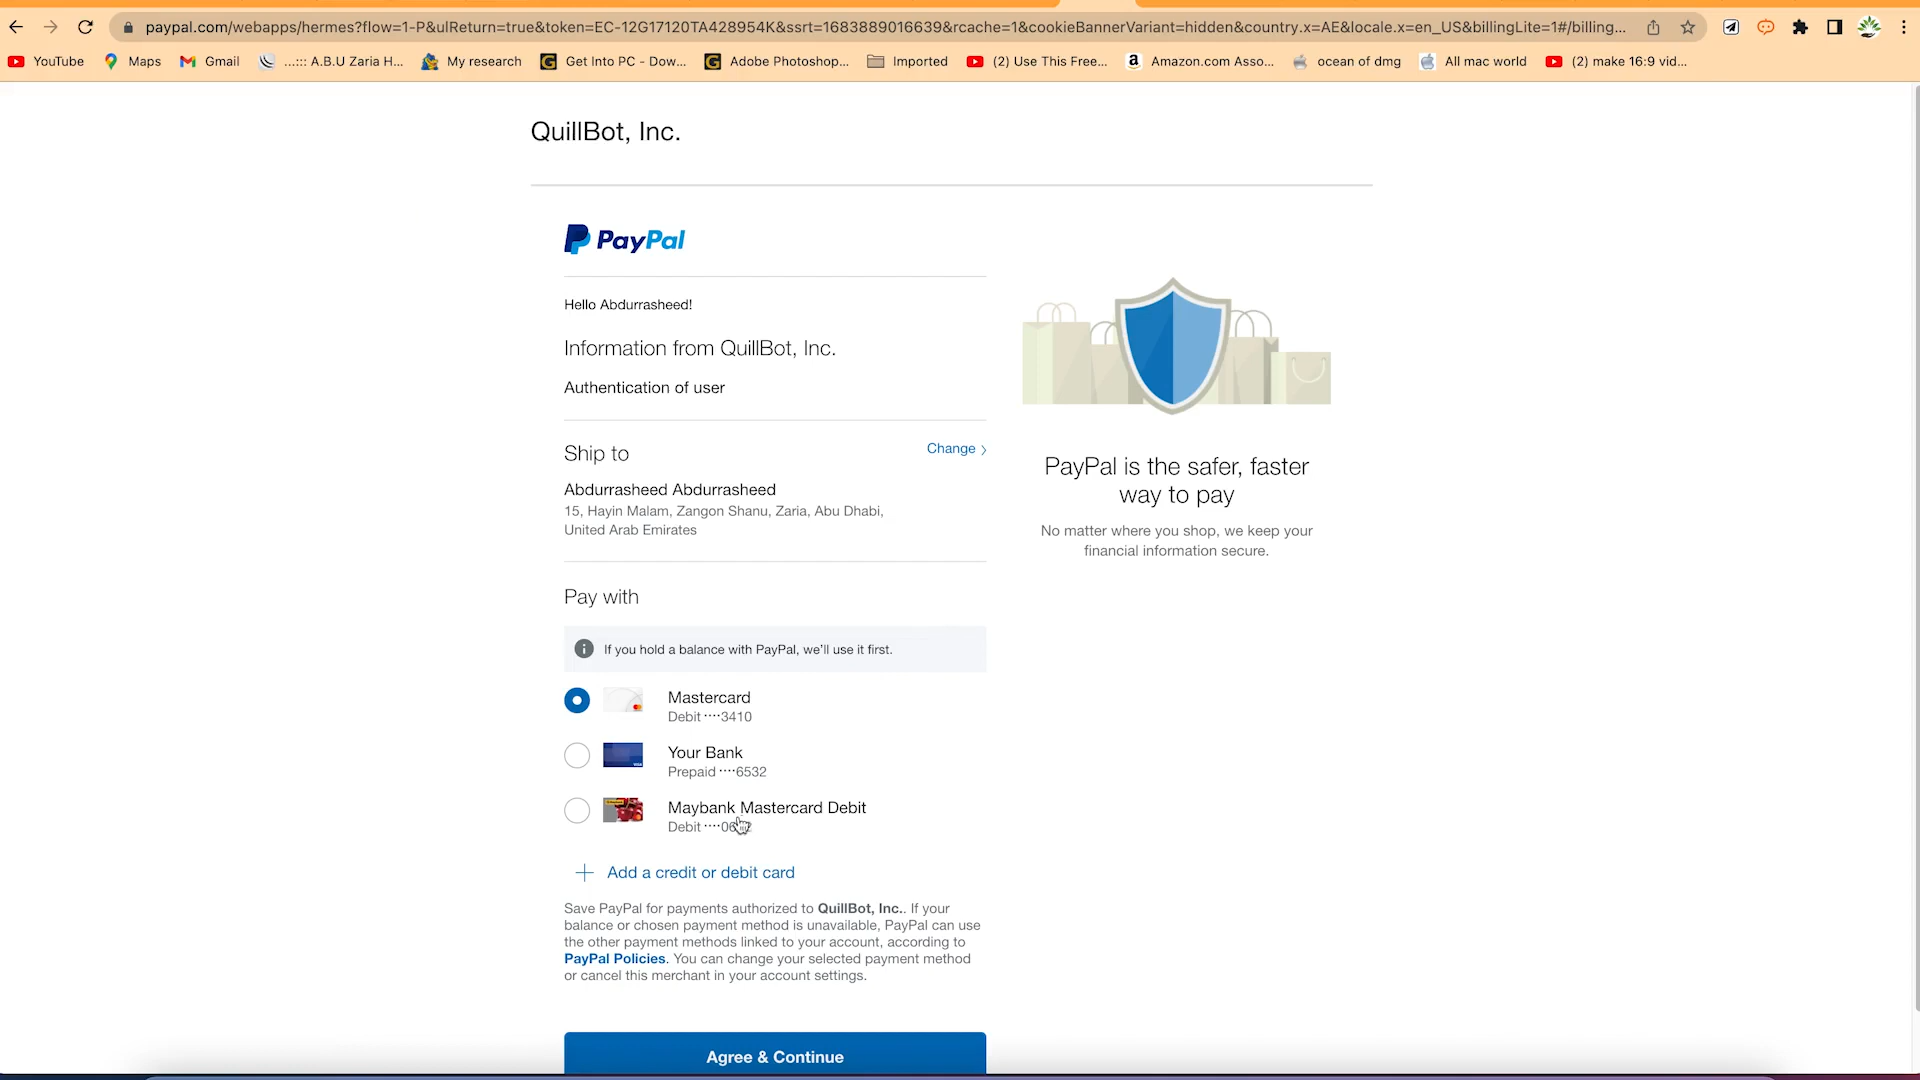 paypal.com/webapps/hermes?flow=1-P&ulReturn=true&token=EC-12G17120TA428954K&ssrt=1683889016639&rcache=1&cookieBannerVariant=hidden&country.x=AE&locale.x=en_US&billingLite=1#/billing...
YouTube Maps Gmail ...::: A.B.U Zaria H... My research Get Into PC - Dow... Adobe Photoshop... Imported (2) Use This Free... Amazon.com Asso... ocean of dmg All mac world (2) make 16:9 vid...
QuillBot, Inc.
PayPal
Hello Abdurrasheed!
Information from QuillBot, Inc.
Authentication of user
Ship to
Change
Abdurrasheed Abdurrasheed
15, Hayin Malam, Zangon Shanu, Zaria, Abu Dhabi,
United Arab Emirates
PayPal is the safer, faster
way to pay
No matter where you shop, we keep your
financial information secure.
Pay with
If you hold a balance with PayPal, we'll use it first.
Mastercard
Debit ····3410
Your Bank
Prepaid ····6532
Maybank Mastercard Debit
Debit
Add a credit or debit card
Save PayPal for payments authorized to QuillBot, Inc.. If your
balance or chosen payment method is unavailable, PayPal can use
the other payment methods linked to your account, according to
PayPal Policies. You can change your selected payment method
or cancel this merchant in your account settings.
Agree & Continue